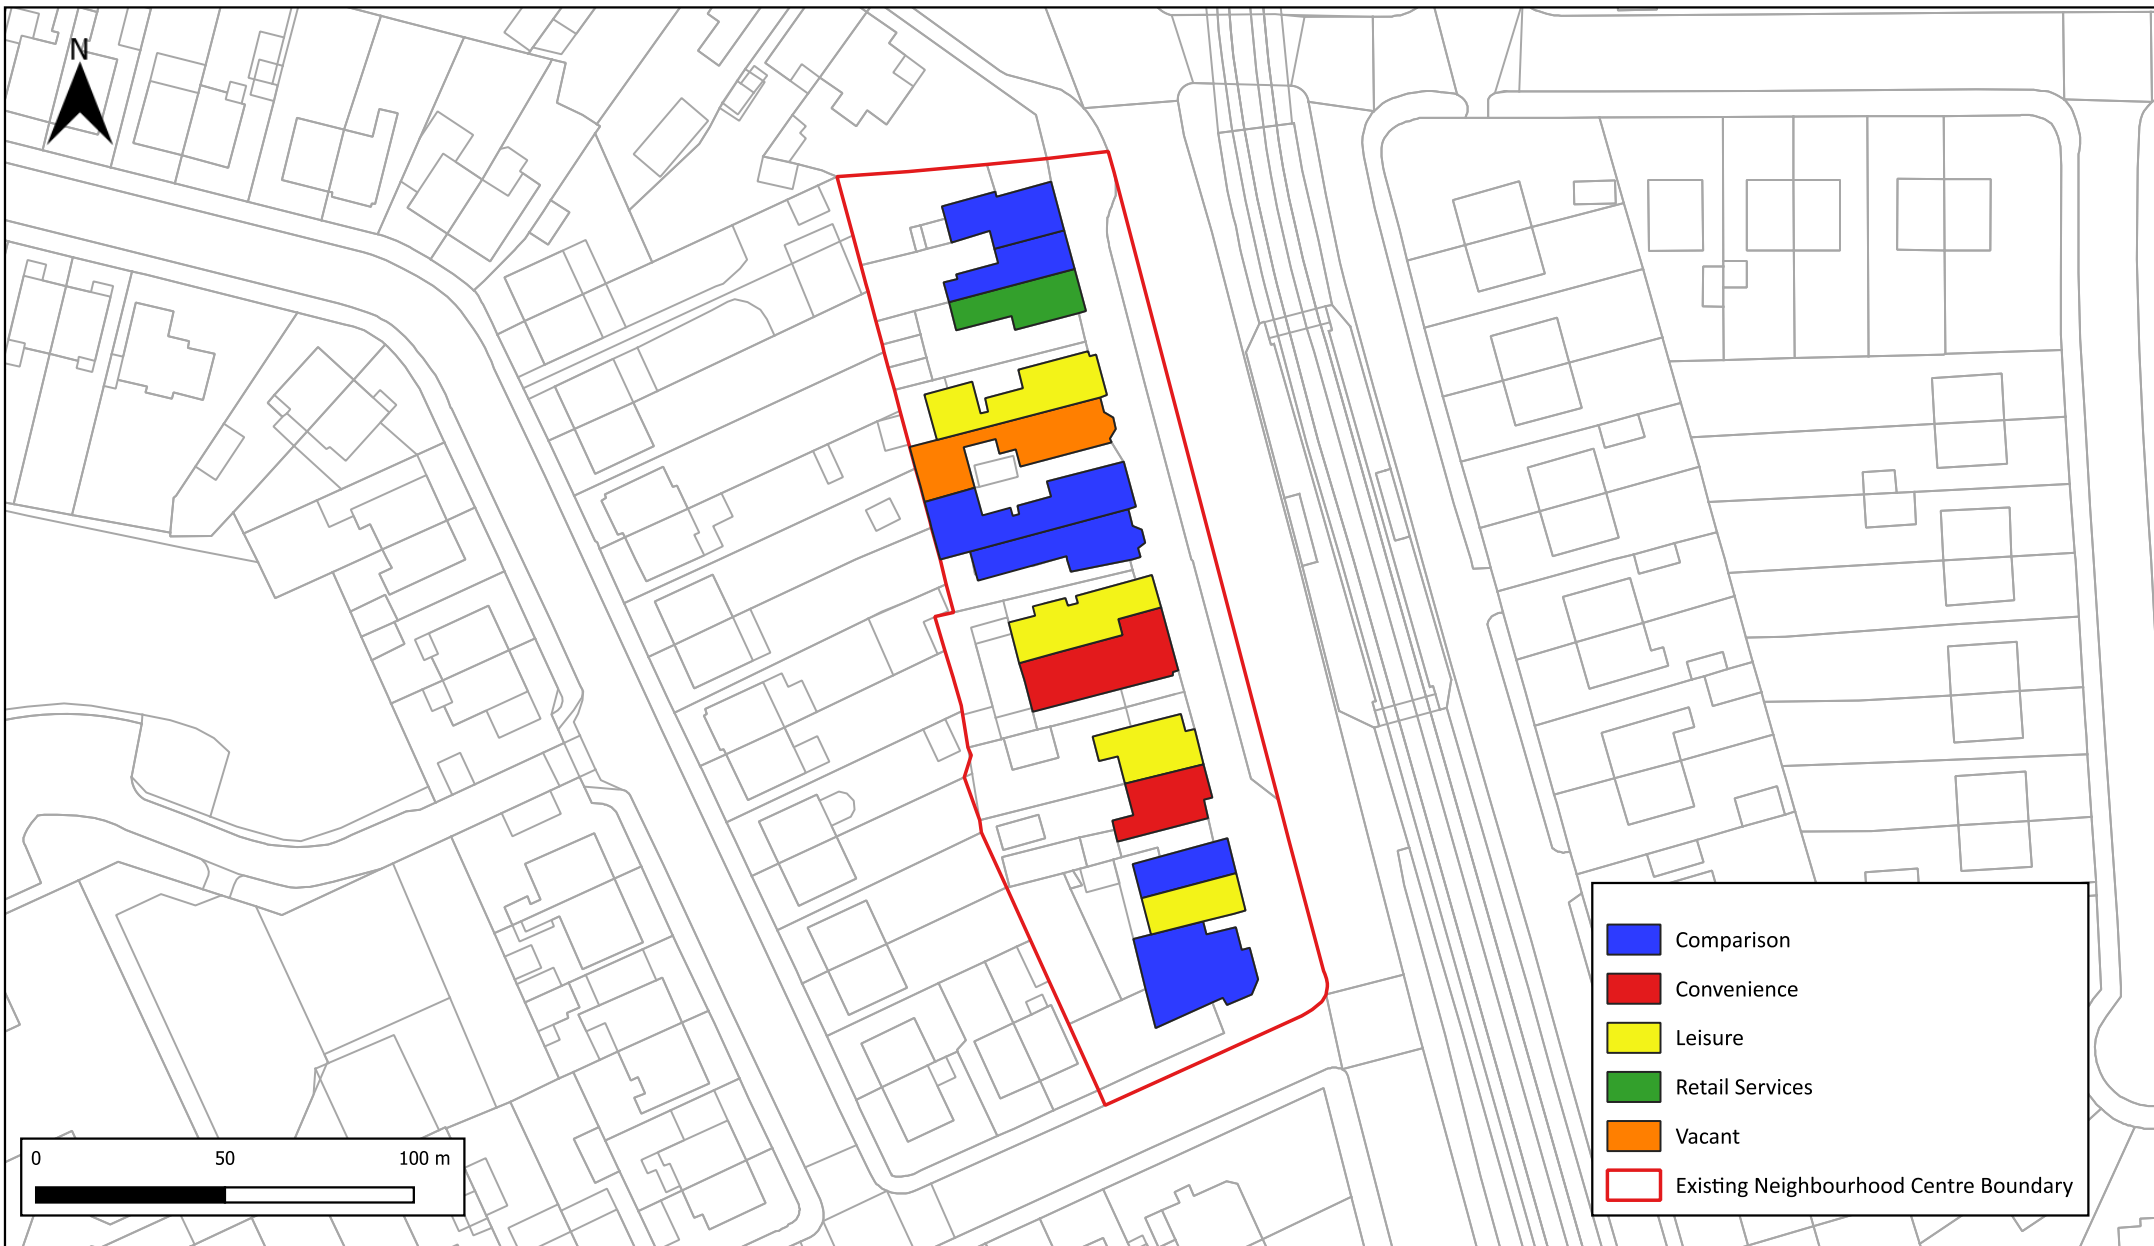 N
Comparison
Convenience
Leisure
Retail Services
Vacant
Existing Neighbourhood Centre Boundary
0 50 100 m